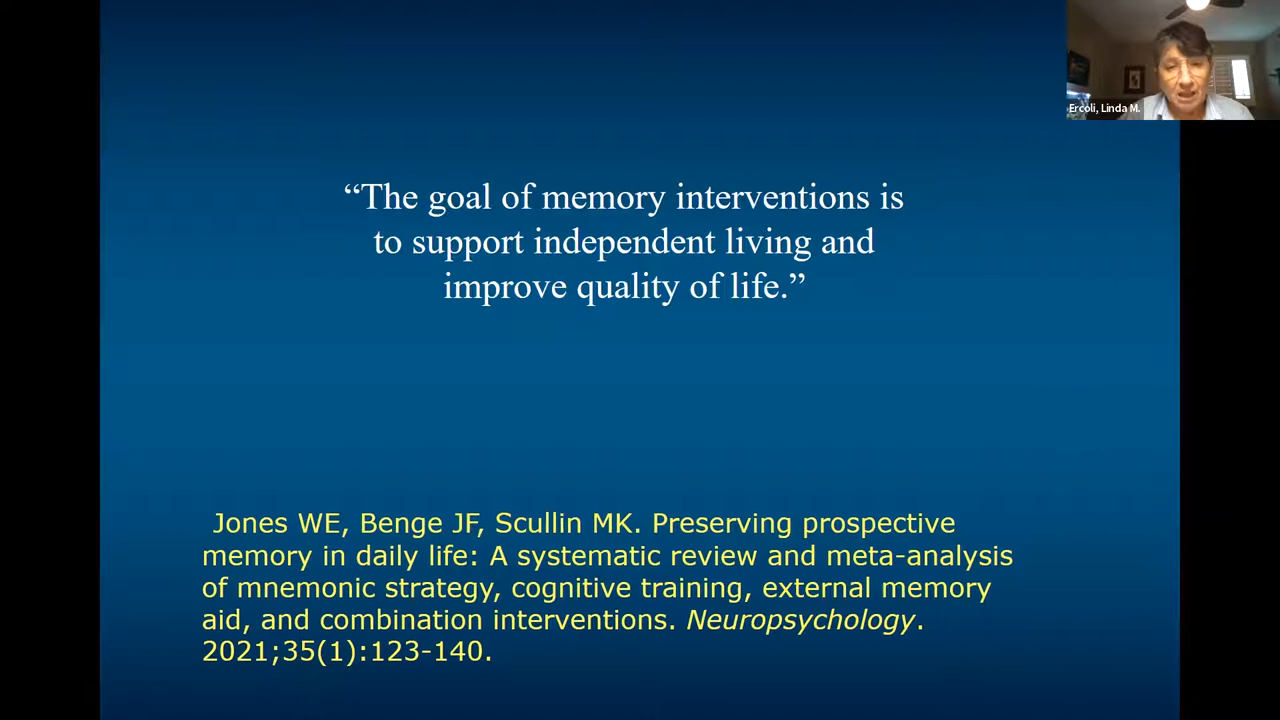 Ercoli, Linda M.
“The goal of memory interventions is
to support independent living and
improve quality of life.”
Jones WE, Benge JF, Scullin MK. Preserving prospective
memory in daily life: A systematic review and meta-analysis
of mnemonic strategy, cognitive training, external memory
aid, and combination interventions. Neuropsychology.
2021;35(1):123-140.